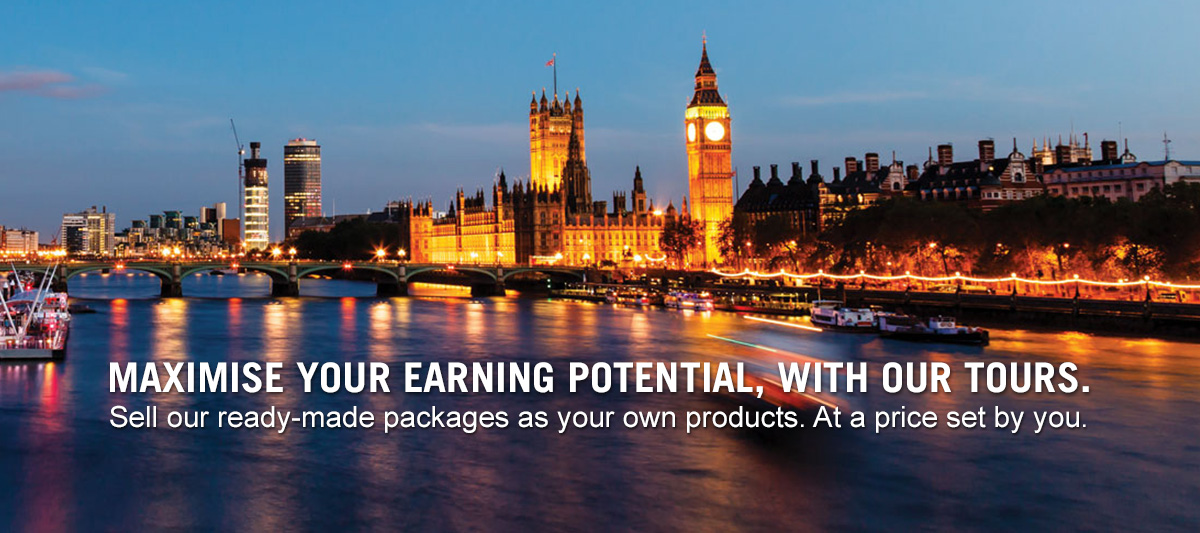 MAXIMISE YOUR EARNING POTENTIAL, WITH OUR TOURS.
Sell our ready-made packages as your own products. At a price set by you.